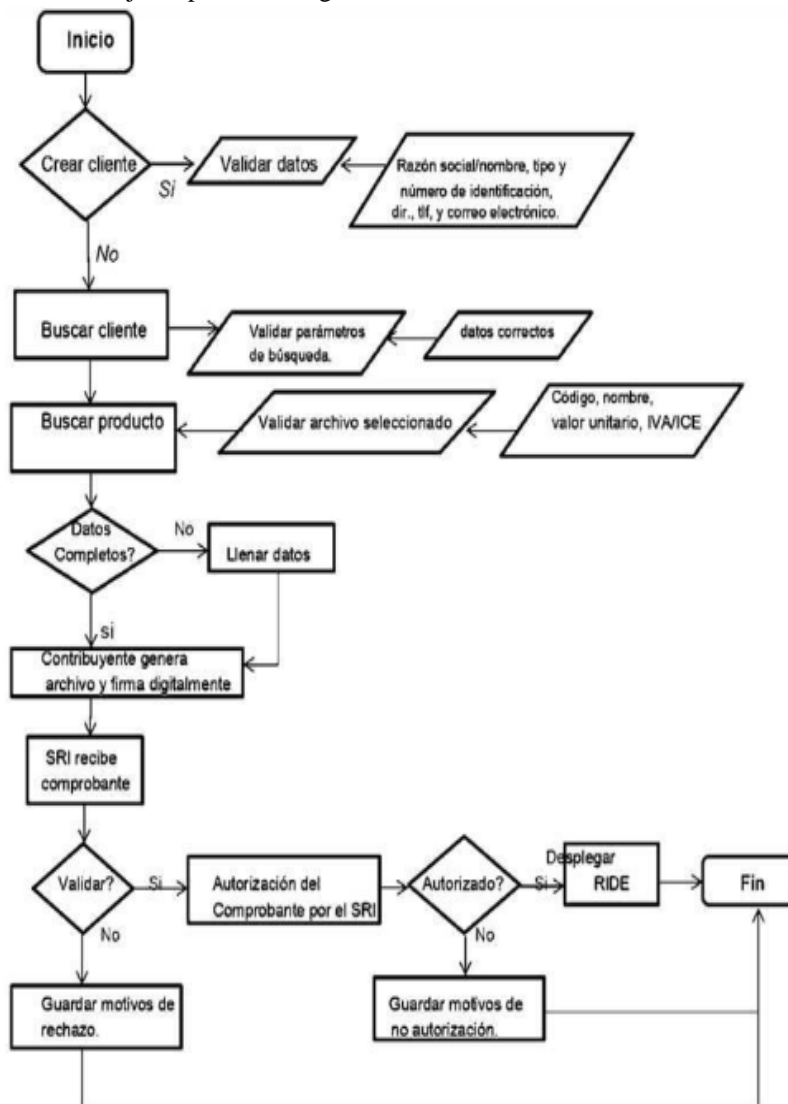 Inicio
Crear cliente
Si
Validar datos
Razón social/nombre, tipo y
número de identificación,
dir., tlf, y correo electrónico.
No
Buscar cliente
Validar parámetros
de búsqueda.
datos correctos
Buscar producto
Validar archivo seleccionado
Código, nombre,
valor unitario, IVA/ICE
Datos
Completos?
No
Llenar datos
si
Contribuyente genera
archivo y firma digitalmente
SRI recibe
comprobante
Validar?
Si
Autorización del
Comprobante por el SRI
Autorizado?
Si
Desplegar
RIDE
Fin
No
No
Guardar motivos de
rechazo.
Guardar motivos de
no autorización.